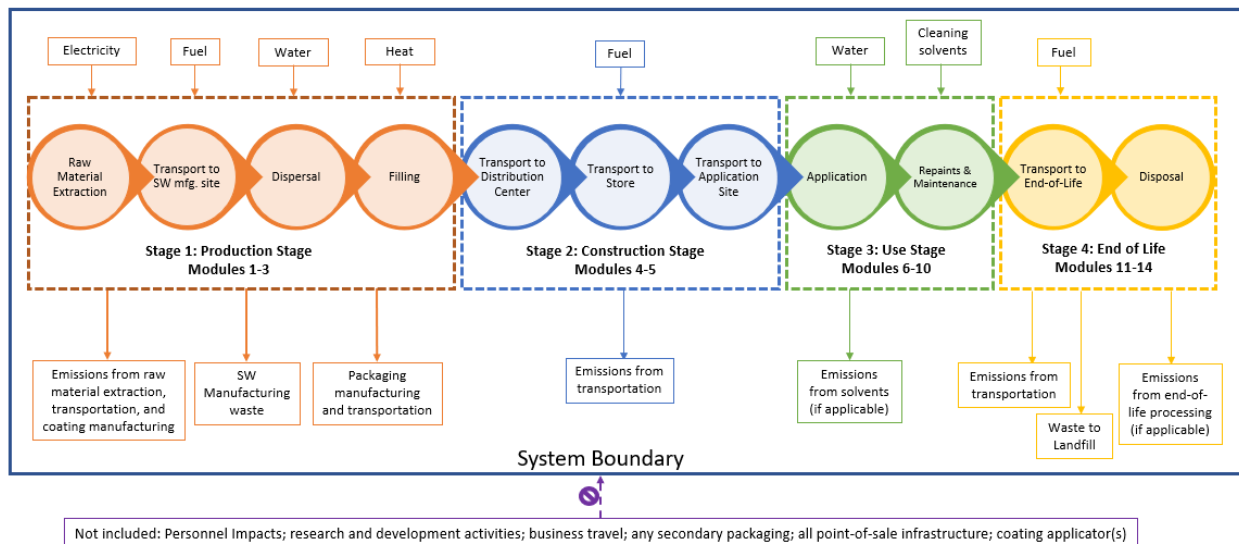 Electricity
Fuel
Water
Heat
Fuel
Water
Cleaning
solvents
Fuel
Raw
Material
Extraction
Transport to
SW mfg. site
Dispersal
Filling
Transport to
Distribution
Center
Transport to
Store
Transport to
Application
Site
Application
Repaints &
Maintenance
Transport to
End-of-Life
Disposal
Stage 1: Production Stage
Modules 1-3
Stage 2: Construction Stage
Modules 4-5
Stage 3: Use Stage
Modules 6-10
Stage 4: End of Life
Modules 11-14
Emissions from raw
material extraction,
transportation, and
coating manufacturing
SW
Manufacturing
waste
Packaging
manufacturing
and transportation
Emissions from
transportation
Emissions
from solvents
(if applicable)
Emissions from
transportation
Waste to
Landfill
Emissions
from end-of-
life processing
(if applicable)
System Boundary
Not included: Personnel Impacts; research and development activities; business travel; any secondary packaging; all point-of-sale infrastructure; coating applicator(s)